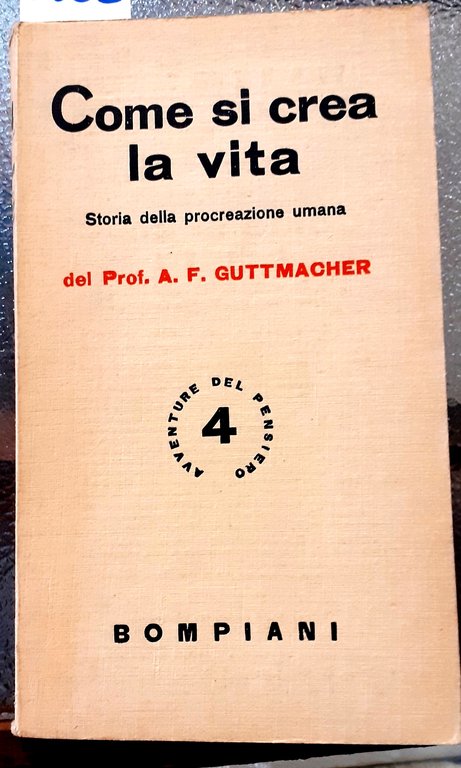 Come si crea
la vita
Storia della procreazione umana
del Prof. A. F. GUTTMACHER
AVVENTURE DEL PENSIERO
4
BOMPIANI